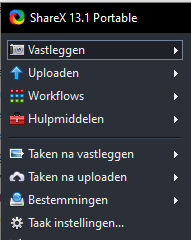 ShareX 13.1 Portable
Vastleggen
Uploaden
Workflows
Hulpmiddelen
Taken na vastleggen
Taken na uploaden
Bestemmingen
Taak instellingen...